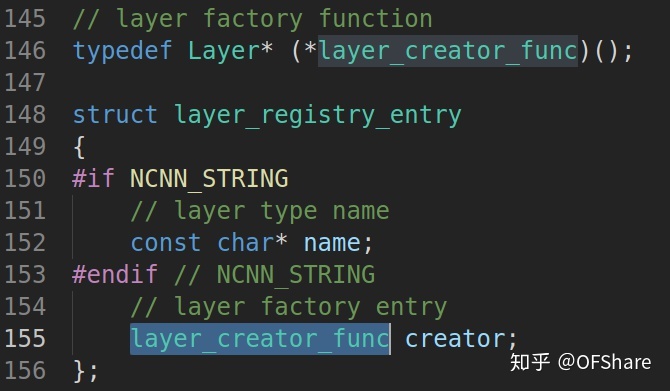 145 // layer factory function
146 typedef Layer* (*layer_creator_func)();
147
148 struct layer_registry_entry
149 {
150 #if NCNN_STRING
151     // layer type name
152     const char* name;
153 #endif // NCNN_STRING
154     // layer factory entry
155     layer_creator_func creator;
156 };
知乎 @OFShare